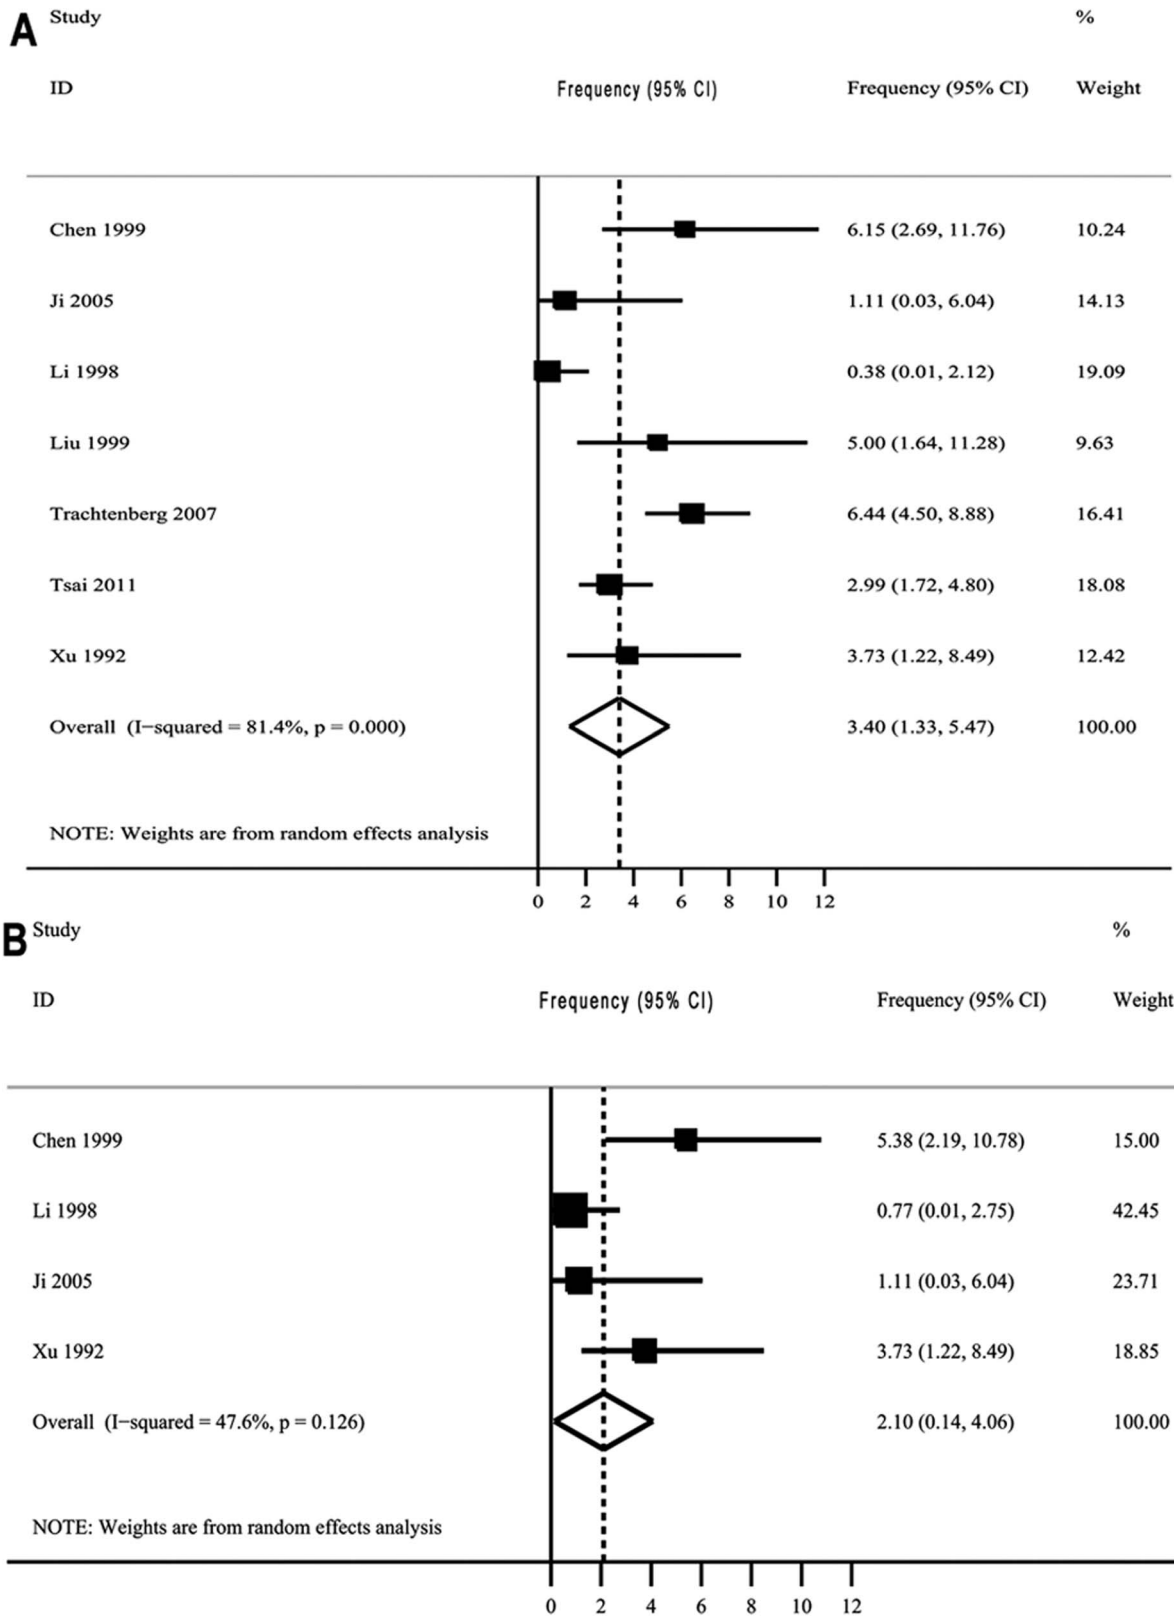 A
Study %
ID Frequency (95% CI) Frequency (95% CI) Weight
Chen 1999 6.15 (2.69, 11.76) 10.24
Ji 2005 1.11 (0.03, 6.04) 14.13
Li 1998 0.38 (0.01, 2.12) 19.09
Liu 1999 5.00 (1.64, 11.28) 9.63
Trachtenberg 2007 6.44 (4.50, 8.88) 16.41
Tsai 2011 2.99 (1.72, 4.80) 18.08
Xu 1992 3.73 (1.22, 8.49) 12.42
Overall (I−squared = 81.4%, p = 0.000) 3.40 (1.33, 5.47) 100.00
NOTE: Weights are from random effects analysis
0 2 4 6 8 10 12
B
Study %
ID Frequency (95% CI) Frequency (95% CI) Weight
Chen 1999 5.38 (2.19, 10.78) 15.00
Li 1998 0.77 (0.01, 2.75) 42.45
Ji 2005 1.11 (0.03, 6.04) 23.71
Xu 1992 3.73 (1.22, 8.49) 18.85
Overall (I−squared = 47.6%, p = 0.126) 2.10 (0.14, 4.06) 100.00
NOTE: Weights are from random effects analysis
0 2 4 6 8 10 12